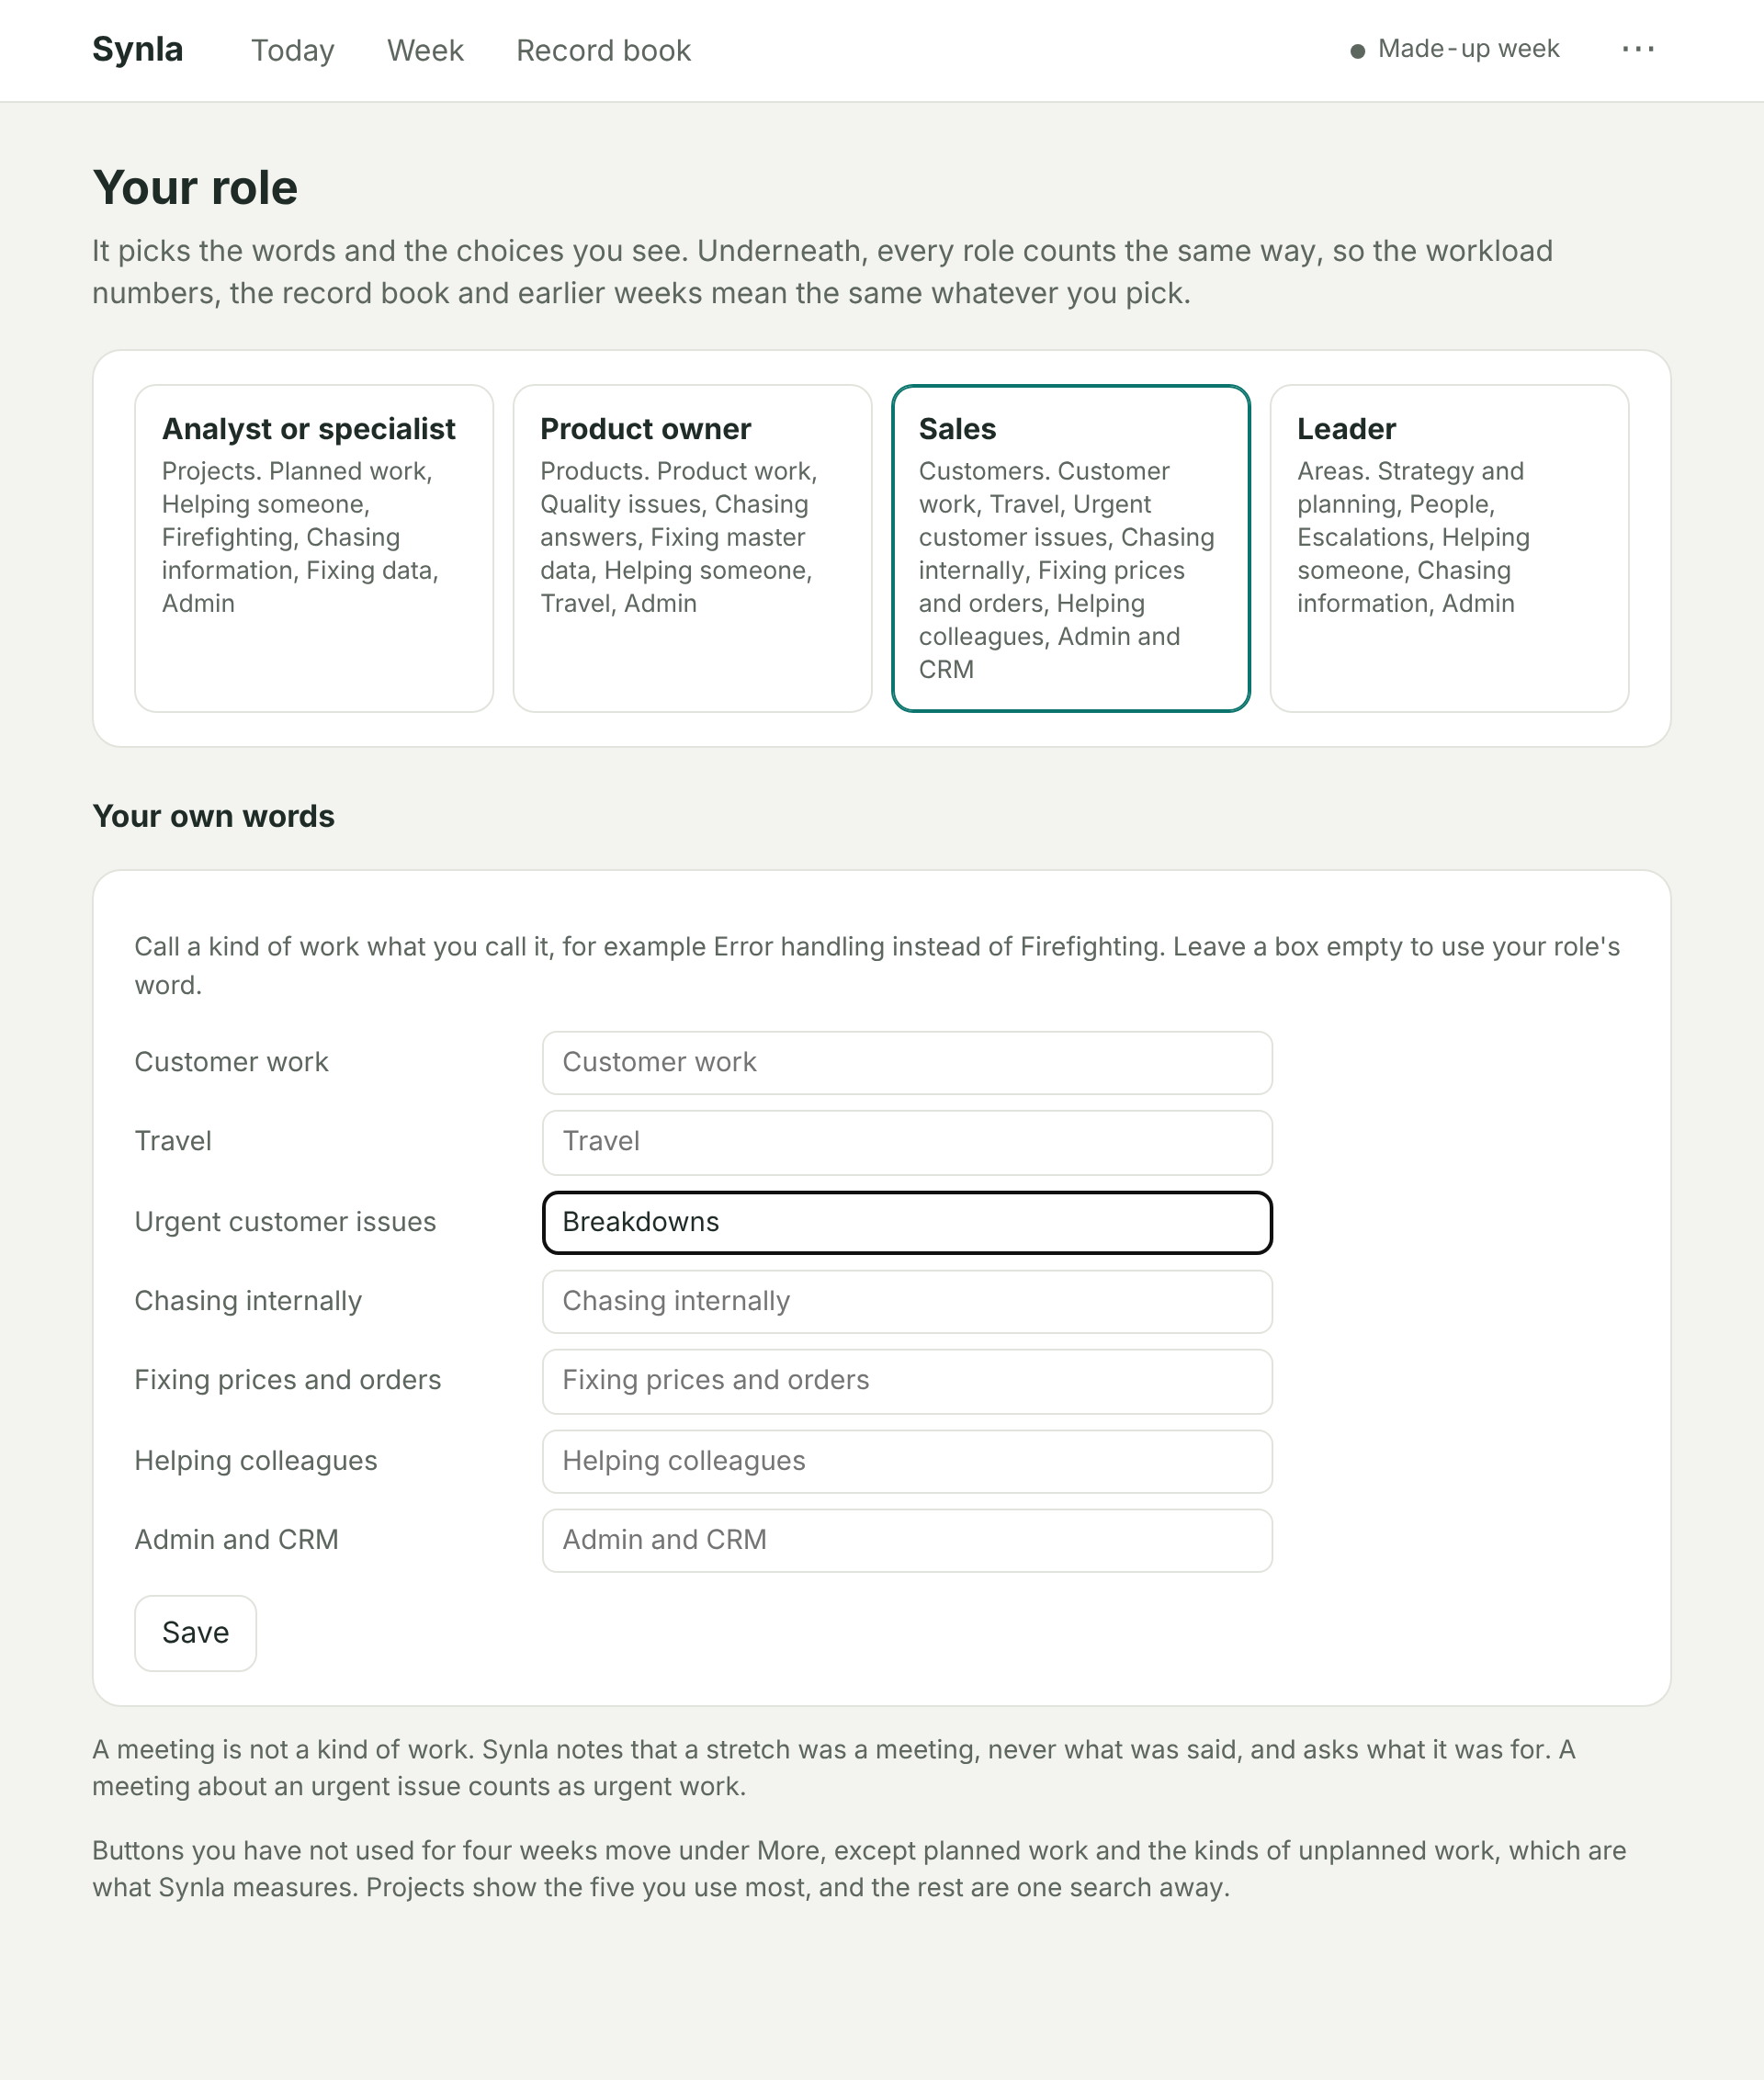 Synla Today Week Record book Made-up week ...
Your role
It picks the words and the choices you see. Underneath, every role counts the same way, so the workload
numbers, the record book and earlier weeks mean the same whatever you pick.
Analyst or specialist
Projects. Planned work,
Helping someone,
Firefighting, Chasing
information, Fixing data,
Admin
Product owner
Products. Product work,
Quality issues, Chasing
answers, Fixing master
data, Helping someone,
Travel, Admin
Sales
Customers. Customer
work, Travel, Urgent
customer issues, Chasing
internally, Fixing prices
and orders, Helping
colleagues, Admin and
CRM
Leader
Areas. Strategy and
planning, People,
Escalations, Helping
someone, Chasing
information, Admin
Your own words
Call a kind of work what you call it, for example Error handling instead of Firefighting. Leave a box empty to use your role's
word.
Customer work Customer work
Travel Travel
Urgent customer issues Breakdowns
Chasing internally Chasing internally
Fixing prices and orders Fixing prices and orders
Helping colleagues Helping colleagues
Admin and CRM Admin and CRM
Save
A meeting is not a kind of work. Synla notes that a stretch was a meeting, never what was said, and asks what it was for. A
meeting about an urgent issue counts as urgent work.
Buttons you have not used for four weeks move under More, except planned work and the kinds of unplanned work, which are
what Synla measures. Projects show the five you use most, and the rest are one search away.